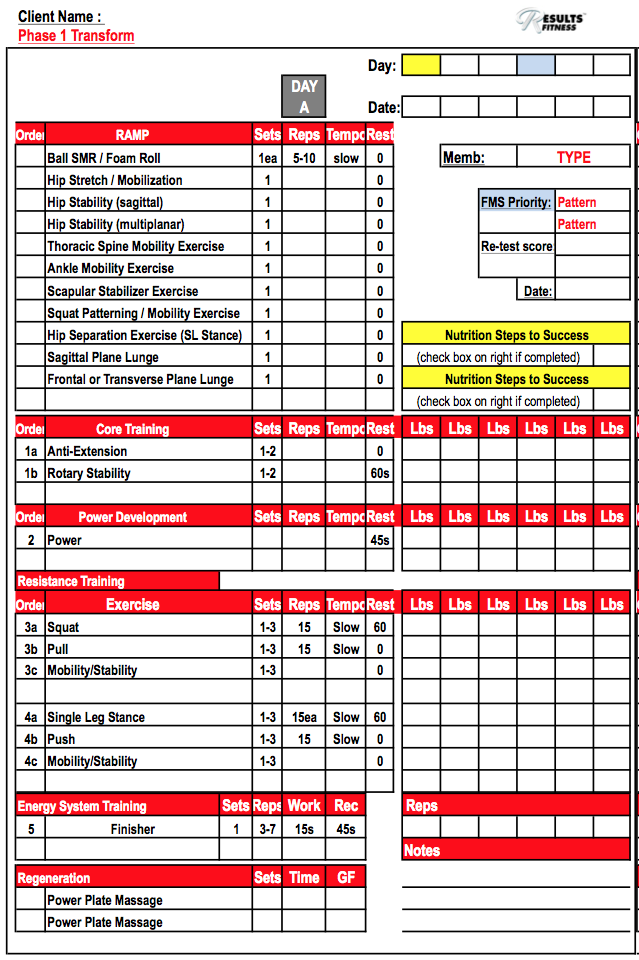 Client Name :
RESULTS FITNESS
Phase 1 Transform
Day:
DAY
A
Date:
Order RAMP Sets Reps Tempo Rest
Ball SMR / Foam Roll 1ea 5-10 slow 0
Memb: TYPE
Hip Stretch / Mobilization 1 0
Hip Stability (sagittal) 1 0
FMS Priority: Pattern
Hip Stability (multiplanar) 1 0
Pattern
Thoracic Spine Mobility Exercise 1 0
Re-test score
Ankle Mobility Exercise 1 0
Scapular Stabilizer Exercise 1 0
Date:
Squat Patterning / Mobility Exercise 1 0
Hip Separation Exercise (SL Stance) 1 0
Nutrition Steps to Success
Sagittal Plane Lunge 1 0
(check box on right if completed)
Frontal or Transverse Plane Lunge 1 0
Nutrition Steps to Success
(check box on right if completed)
Order Core Training Sets Reps Tempo Rest Lbs Lbs Lbs Lbs Lbs Lbs
1a Anti-Extension 1-2 0
1b Rotary Stability 1-2 60s
Order Power Development Sets Reps Tempo Rest Lbs Lbs Lbs Lbs Lbs Lbs
2 Power 45s
Resistance Training
Order Exercise Sets Reps Tempo Rest Lbs Lbs Lbs Lbs Lbs Lbs
3a Squat 1-3 15 Slow 60
3b Pull 1-3 15 Slow 0
3c Mobility/Stability 1-3 0
4a Single Leg Stance 1-3 15ea Slow 60
4b Push 1-3 15 Slow 0
4c Mobility/Stability 1-3 0
Energy System Training Sets Reps Work Rec Reps
5 Finisher 1 3-7 15s 45s
Notes
Regeneration Sets TIme GF
Power Plate Massage
Power Plate Massage